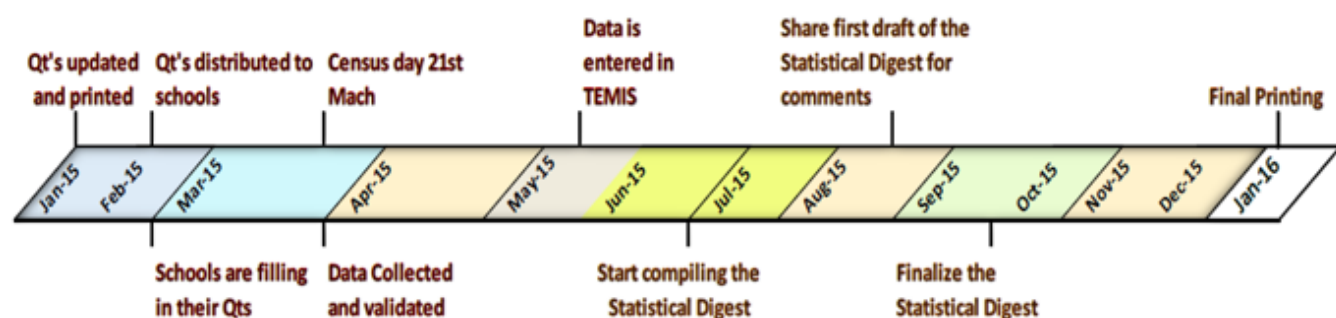 Qt's updated
and printed
Qt's distributed to
schools
Census day 21st
Mach
Data is
entered in
TEMIS
Share first draft of the
Statistical Digest for
comments
Final Printing
Jan-15
Feb-15
Mar-15
Apr-15
May-15
Jun-15
Jul-15
Aug-15
Sep-15
Oct-15
Nov-15
Dec-15
Jan-16
Schools are filling
in their Qts
Data Collected
and validated
Start compiling the
Statistical Digest
Finalize the
Statistical Digest